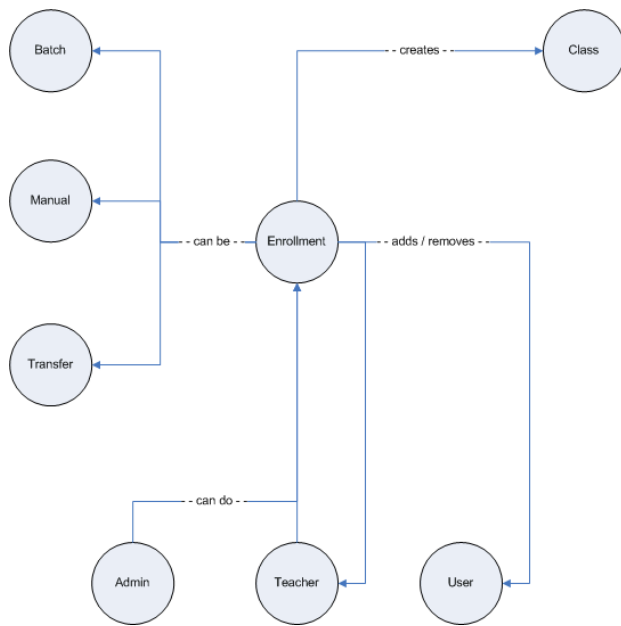 Batch
-- creates --
Class
Manual
-- can be --
Enrollment
-- adds / removes --
Transfer
-- can do --
Admin
Teacher
User